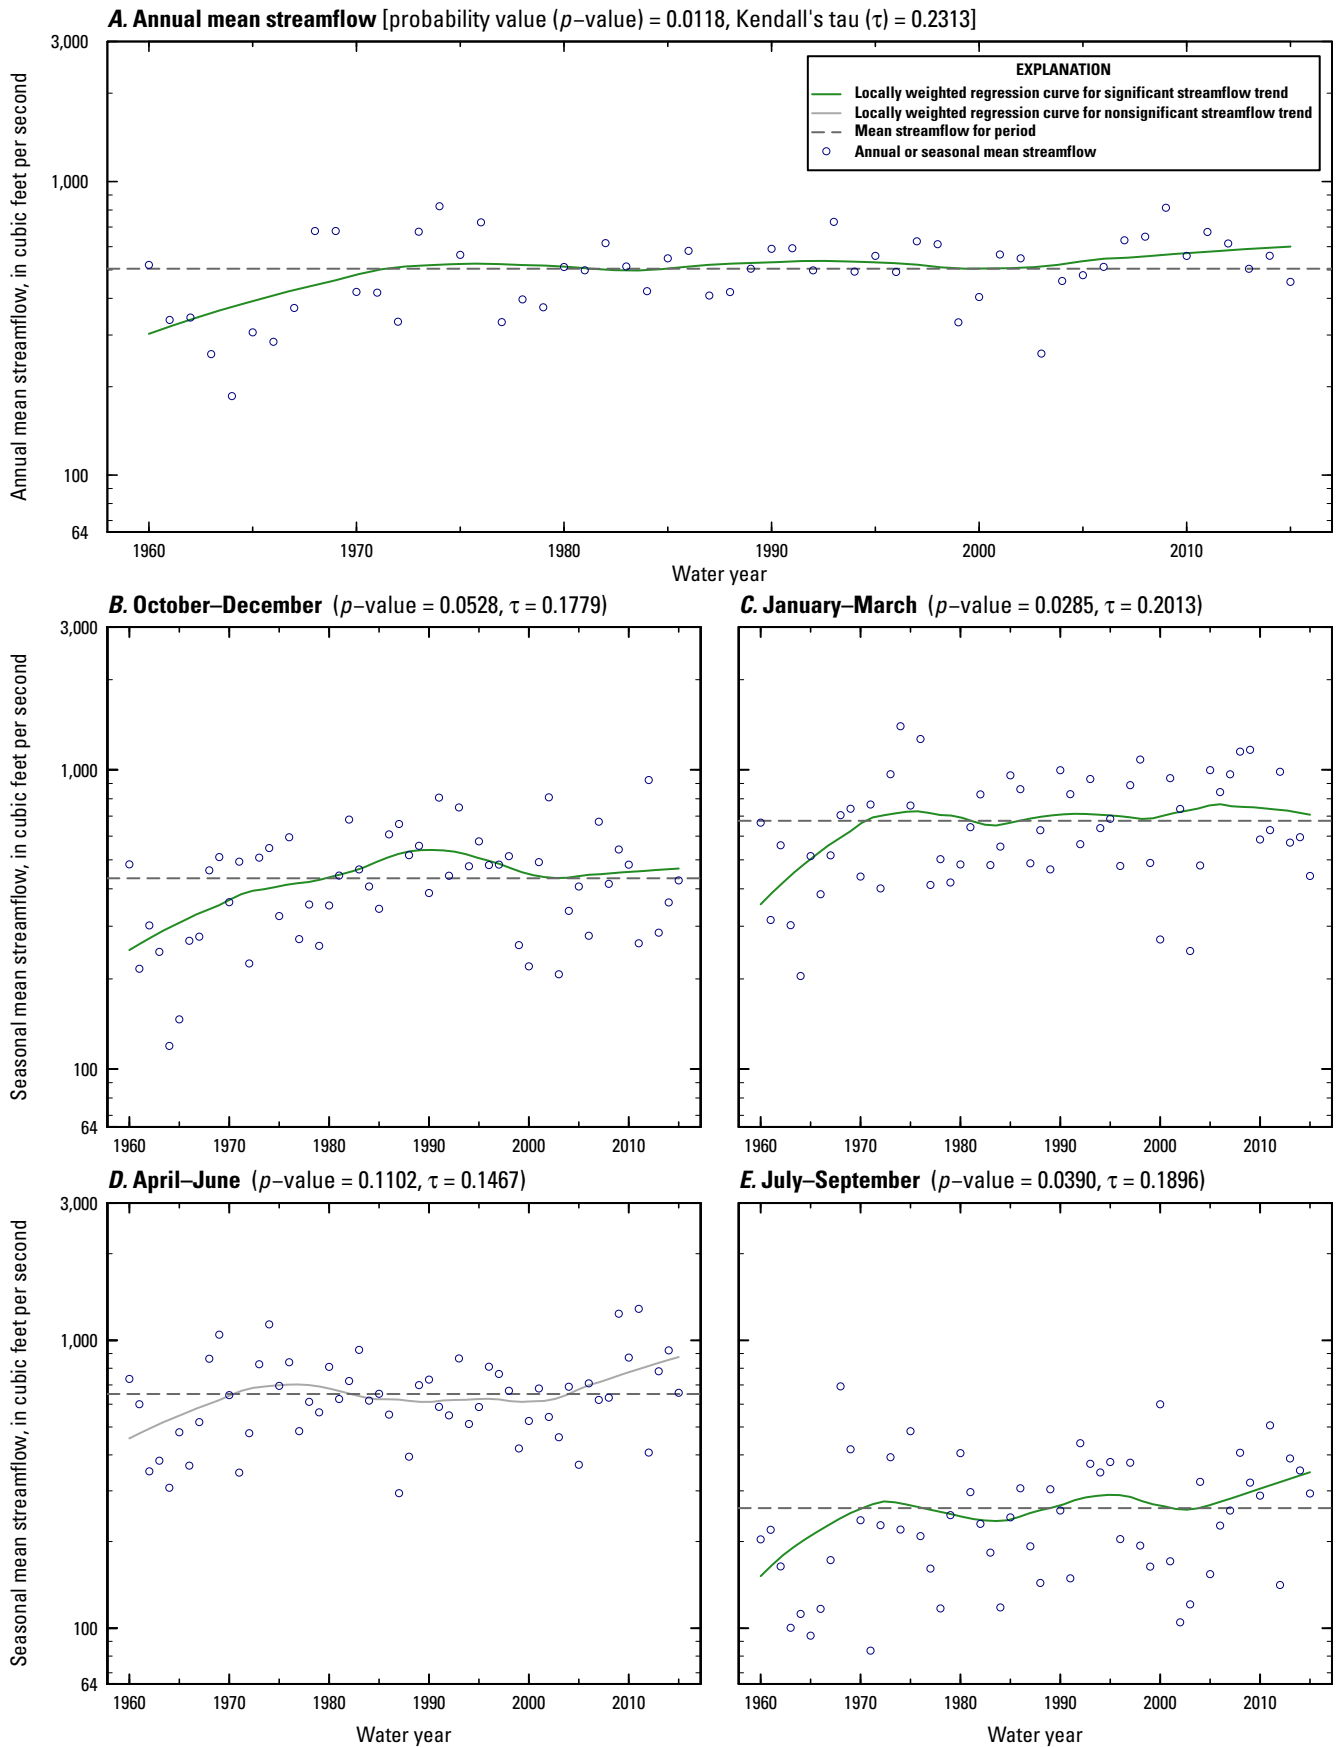 A. Annual mean streamflow [probability value (p–value) = 0.0118, Kendall's tau (τ) = 0.2313]
3,000
1,000
100
64
Annual mean streamflow, in cubic feet per second
EXPLANATION
Locally weighted regression curve for significant streamflow trend
Locally weighted regression curve for nonsignificant streamflow trend
Mean streamflow for period
Annual or seasonal mean streamflow
1960 1970 1980 1990 2000 2010
Water year
B. October–December (p–value = 0.0528, τ = 0.1779)
3,000
1,000
100
64
Seasonal mean streamflow, in cubic feet per second
1960 1970 1980 1990 2000 2010
C. January–March (p–value = 0.0285, τ = 0.2013)
1960 1970 1980 1990 2000 2010
D. April–June (p–value = 0.1102, τ = 0.1467)
3,000
1,000
100
64
Seasonal mean streamflow, in cubic feet per second
1960 1970 1980 1990 2000 2010
Water year
E. July–September (p–value = 0.0390, τ = 0.1896)
1960 1970 1980 1990 2000 2010
Water year